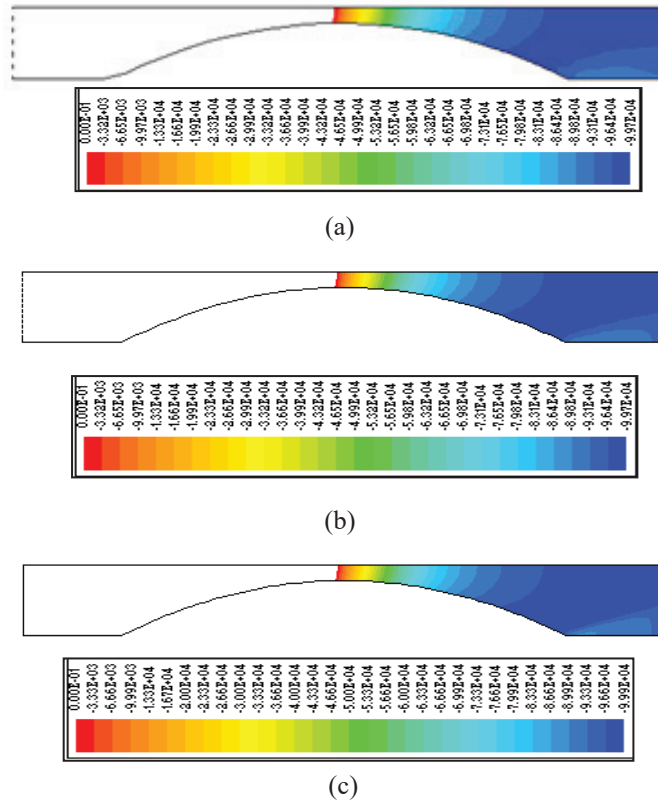 0.00E-01
-3.32E+03
-6.65E+03
-9.97E+03
-1.33E+04
-1.66E+04
-1.99E+04
-2.33E+04
-2.66E+04
-2.99E+04
-3.32E+04
-3.66E+04
-3.99E+04
-4.32E+04
-4.65E+04
-4.99E+04
-5.32E+04
-5.65E+04
-5.98E+04
-6.32E+04
-6.65E+04
-6.98E+04
-7.31E+04
-7.65E+04
-7.98E+04
-8.31E+04
-8.64E+04
-8.98E+04
-9.31E+04
-9.64E+04
-9.97E+04
(a)
0.00E-01
-3.32E+03
-6.65E+03
-9.97E+03
-1.33E+04
-1.66E+04
-1.99E+04
-2.33E+04
-2.66E+04
-2.99E+04
-3.32E+04
-3.66E+04
-3.99E+04
-4.32E+04
-4.65E+04
-4.99E+04
-5.32E+04
-5.65E+04
-5.98E+04
-6.32E+04
-6.65E+04
-6.98E+04
-7.31E+04
-7.65E+04
-7.98E+04
-8.31E+04
-8.64E+04
-8.98E+04
-9.31E+04
-9.64E+04
-9.97E+04
(b)
0.00E-01
-3.33E+03
-6.66E+03
-9.99E+03
-1.33E+04
-1.67E+04
-2.00E+04
-2.33E+04
-2.66E+04
-3.00E+04
-3.33E+04
-3.66E+04
-4.00E+04
-4.33E+04
-4.66E+04
-5.00E+04
-5.33E+04
-5.66E+04
-6.00E+04
-6.33E+04
-6.66E+04
-6.99E+04
-7.33E+04
-7.66E+04
-7.99E+04
-8.33E+04
-8.66E+04
-8.99E+04
-9.33E+04
-9.66E+04
-9.99E+04
(c)